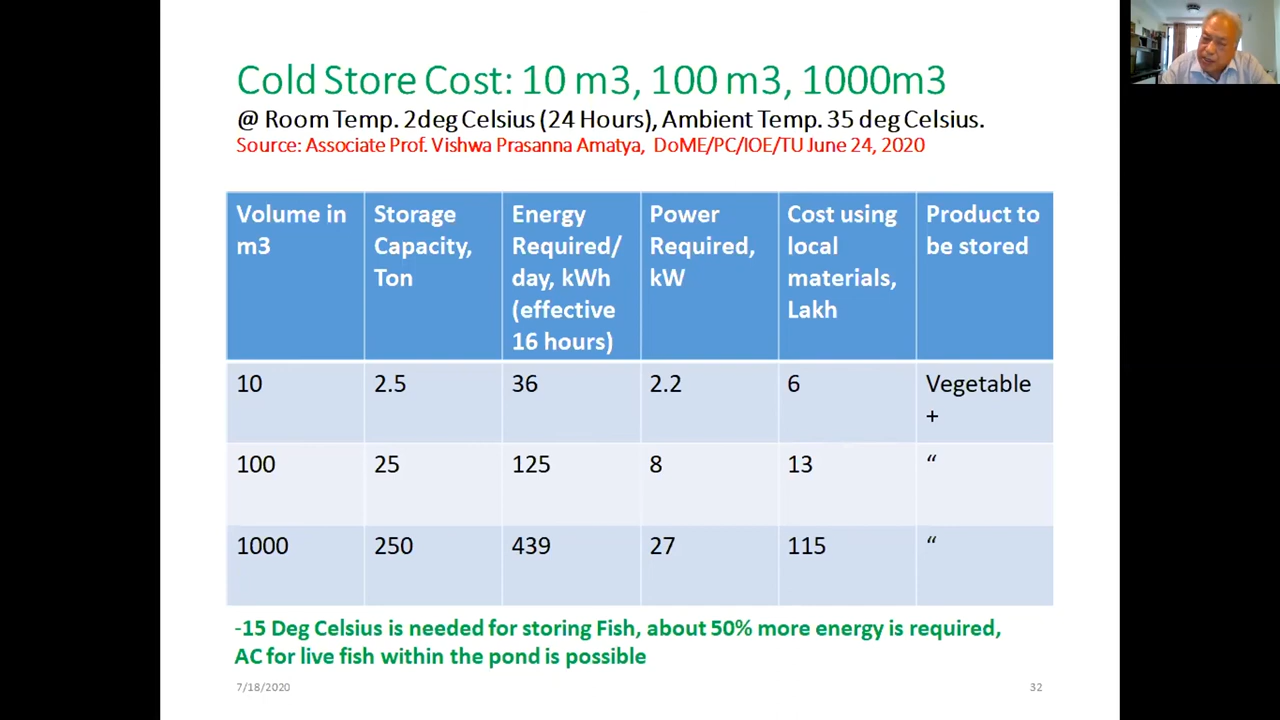 Cold Store Cost: 10 m3, 100 m3, 1000m3
@ Room Temp. 2deg Celsius (24 Hours), Ambient Temp. 35 deg Celsius.
Source: Associate Prof. Vishwa Prasanna Amatya, DoME/PC/IOE/TU June 24, 2020
Volume in m3 Storage Capacity, Ton Energy Required/ day, kWh (effective 16 hours) Power Required, kW Cost using local materials, Lakh Product to be stored
10 2.5 36 2.2 6 Vegetable +
100 25 125 8 13 “
1000 250 439 27 115 “
-15 Deg Celsius is needed for storing Fish, about 50% more energy is required,
AC for live fish within the pond is possible
7/18/2020 32